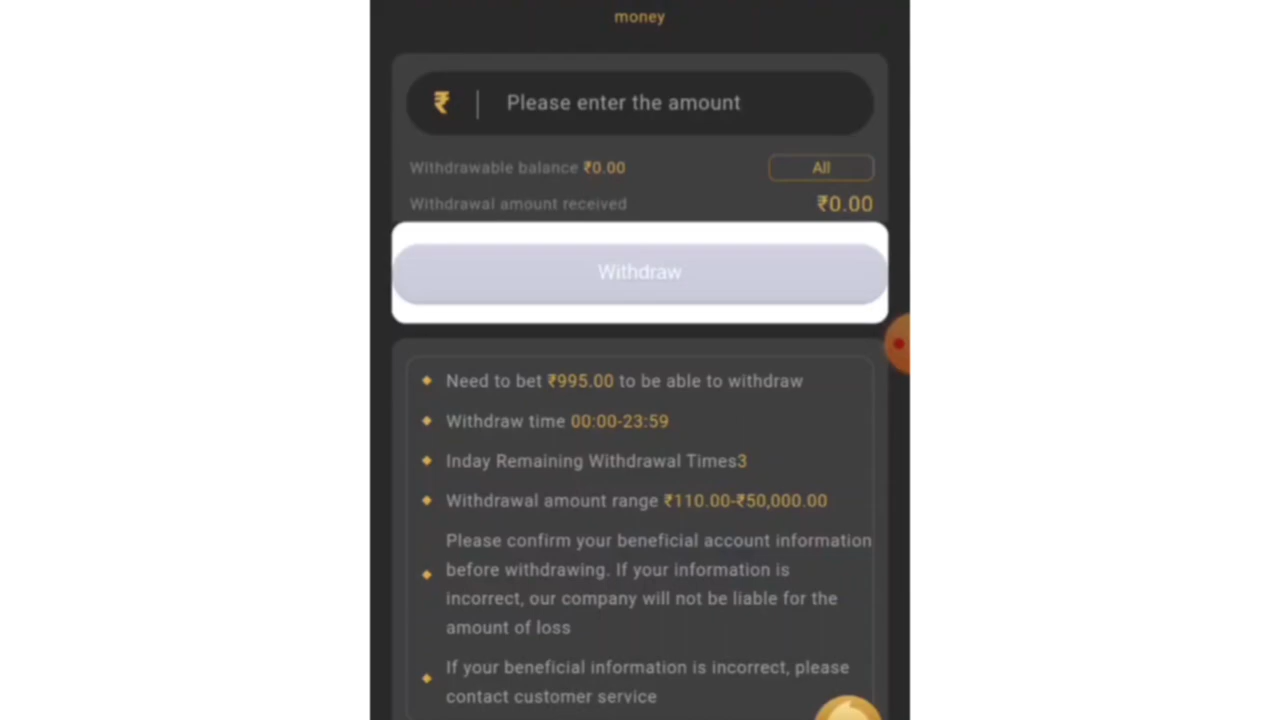 money
₹ | Please enter the amount
Withdrawable balance ₹0.00 All
Withdrawal amount received ₹0.00
Withdraw
Need to bet ₹995.00 to be able to withdraw
Withdraw time 00:00-23:59
Inday Remaining Withdrawal Times3
Withdrawal amount range ₹110.00-₹50,000.00
Please confirm your beneficial account information
before withdrawing. If your information is
incorrect, our company will not be liable for the
amount of loss
If your beneficial information is incorrect, please
contact customer service